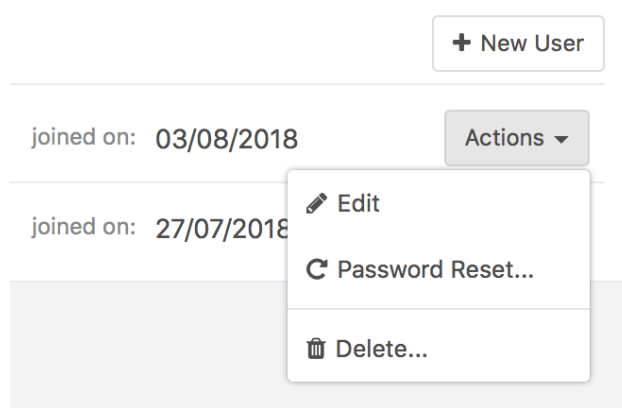 New User
joined on: 03/08/2018 Actions
Edit
joined on: 27/07/2018
Password Reset...
Delete...